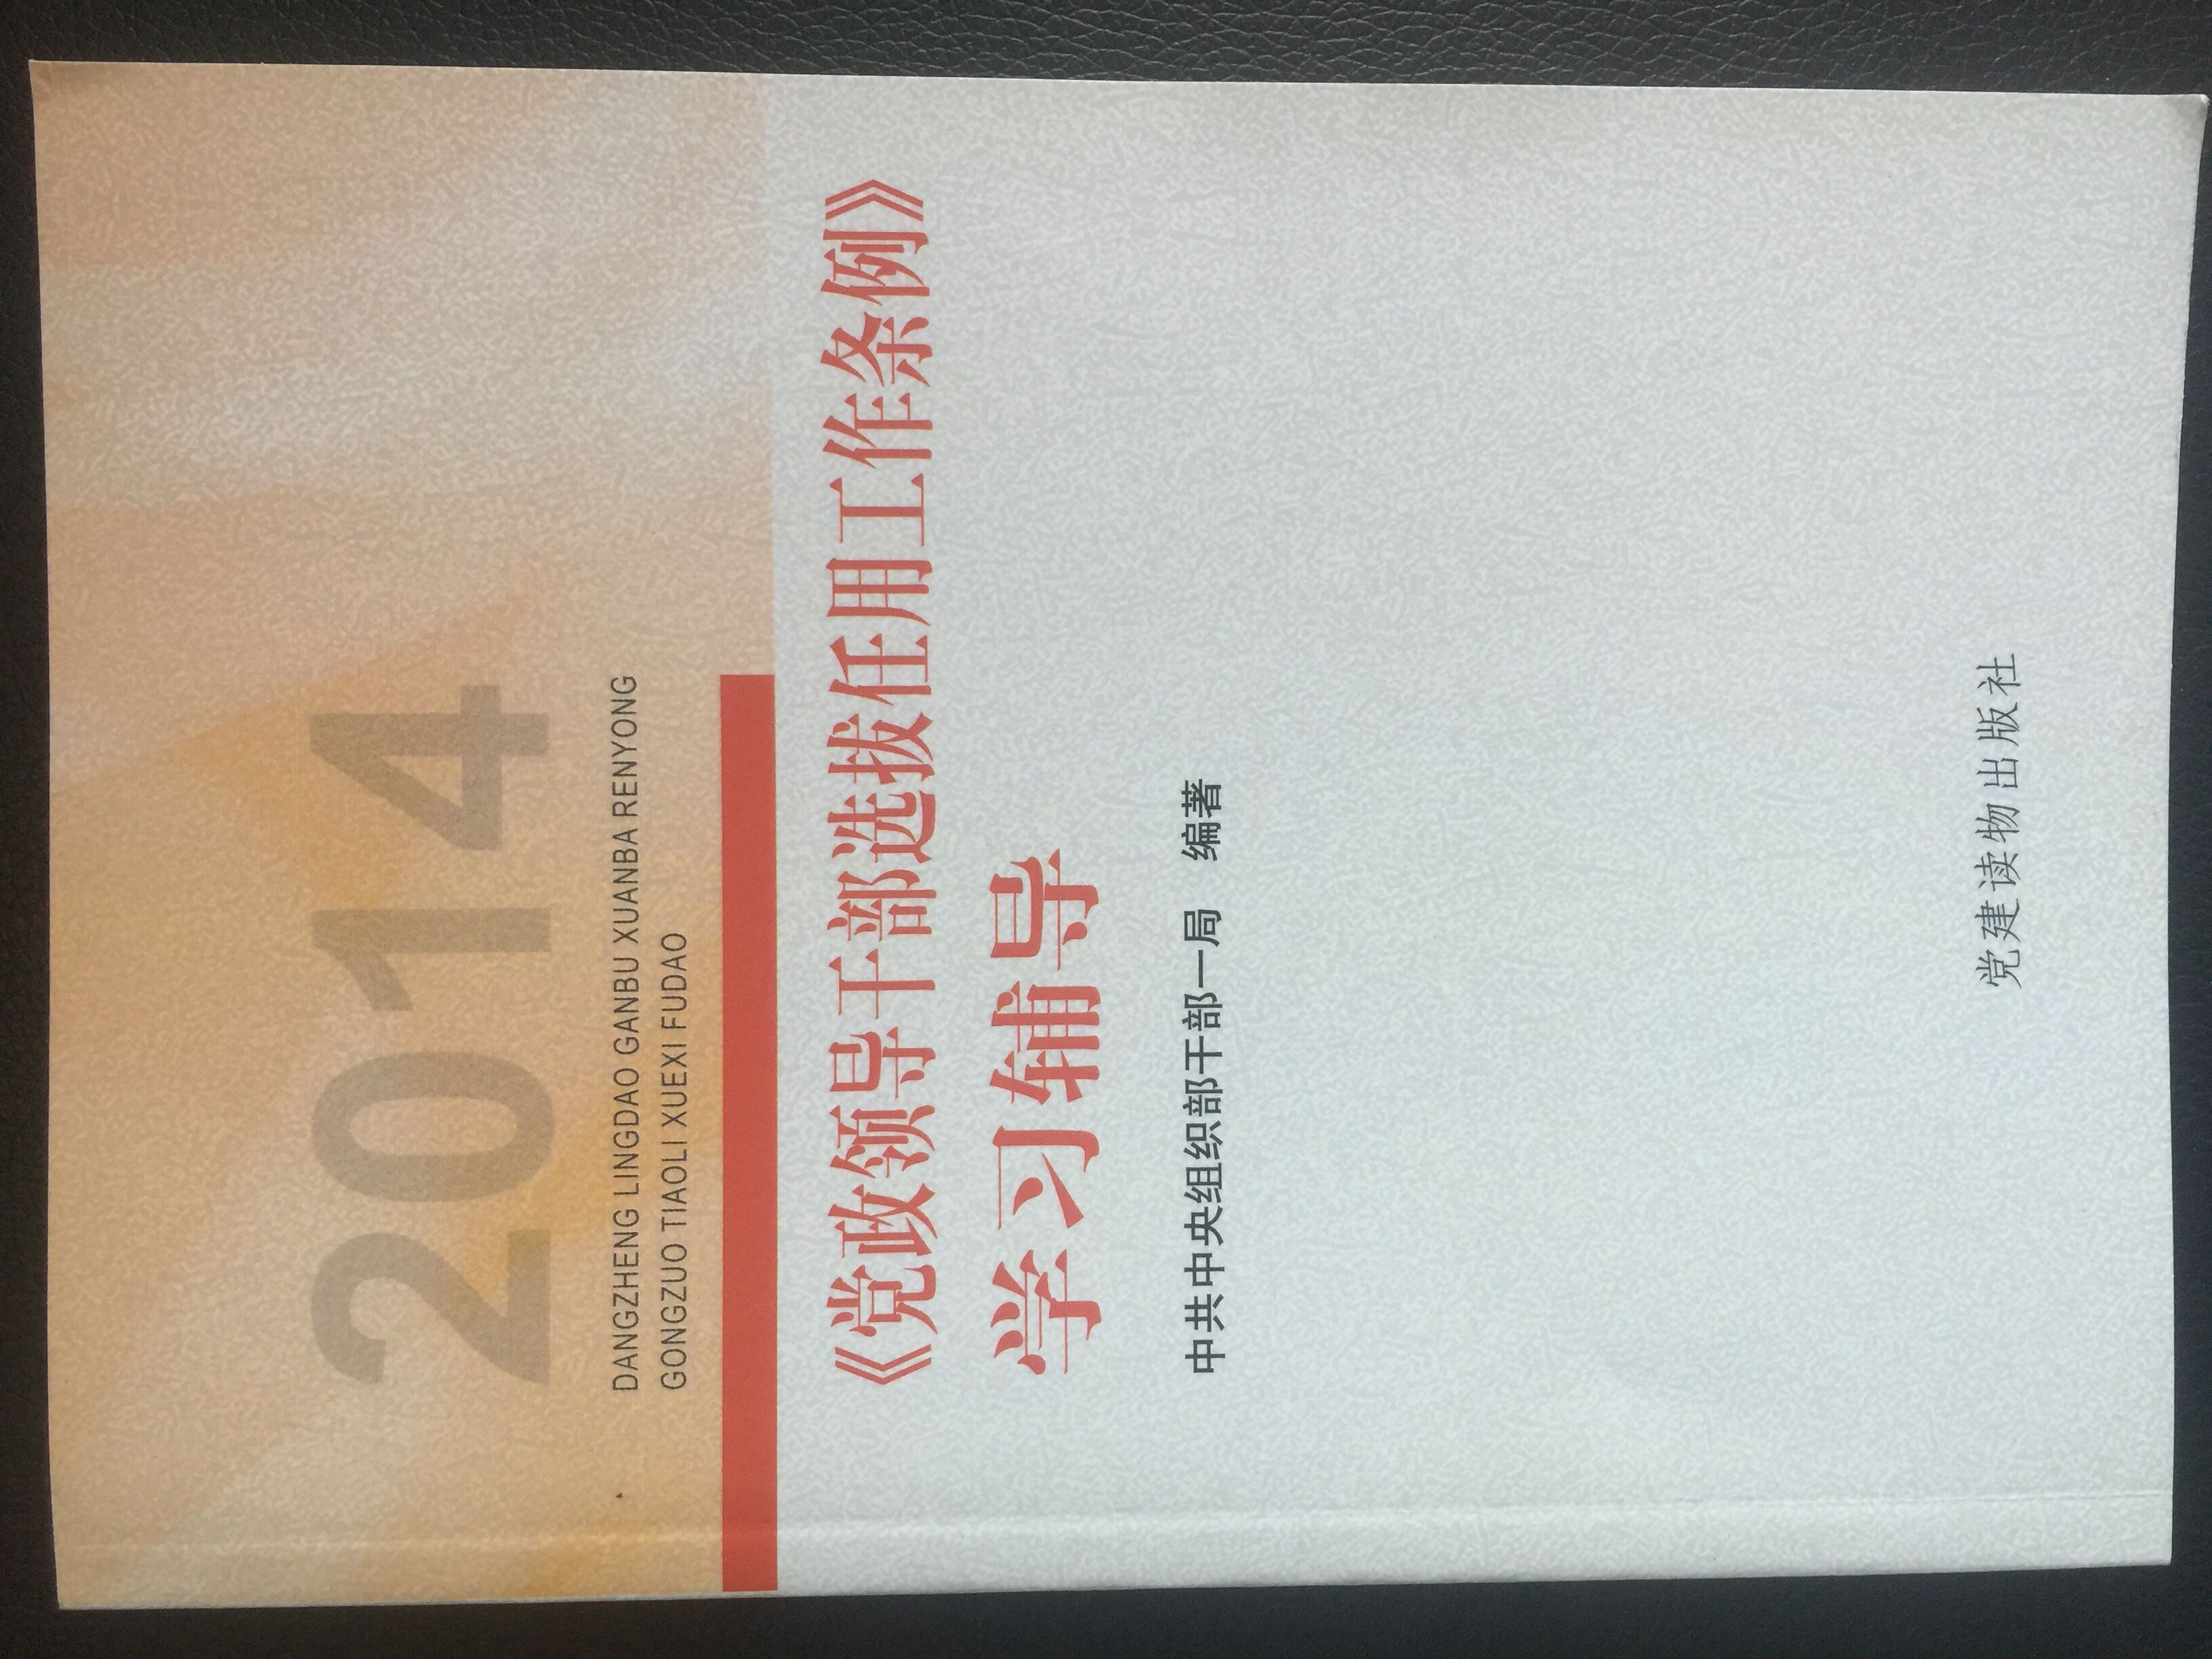 2014
DANGZHENG LINGDAO GANBU XUANBA RENYONG
GONGZUO TIAOLI XUEXI FUDAO
《党政领导干部选拔任用工作条例》
学习辅导
中共中央组织部干部一局 编著
党建读物出版社